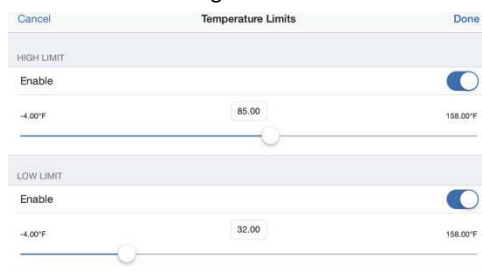 Cancel Temperature Limits Done
HIGH LIMIT
Enable
-4.00°F 85.00 158.00°F
LOW LIMIT
Enable
-4.00°F 32.00 158.00°F